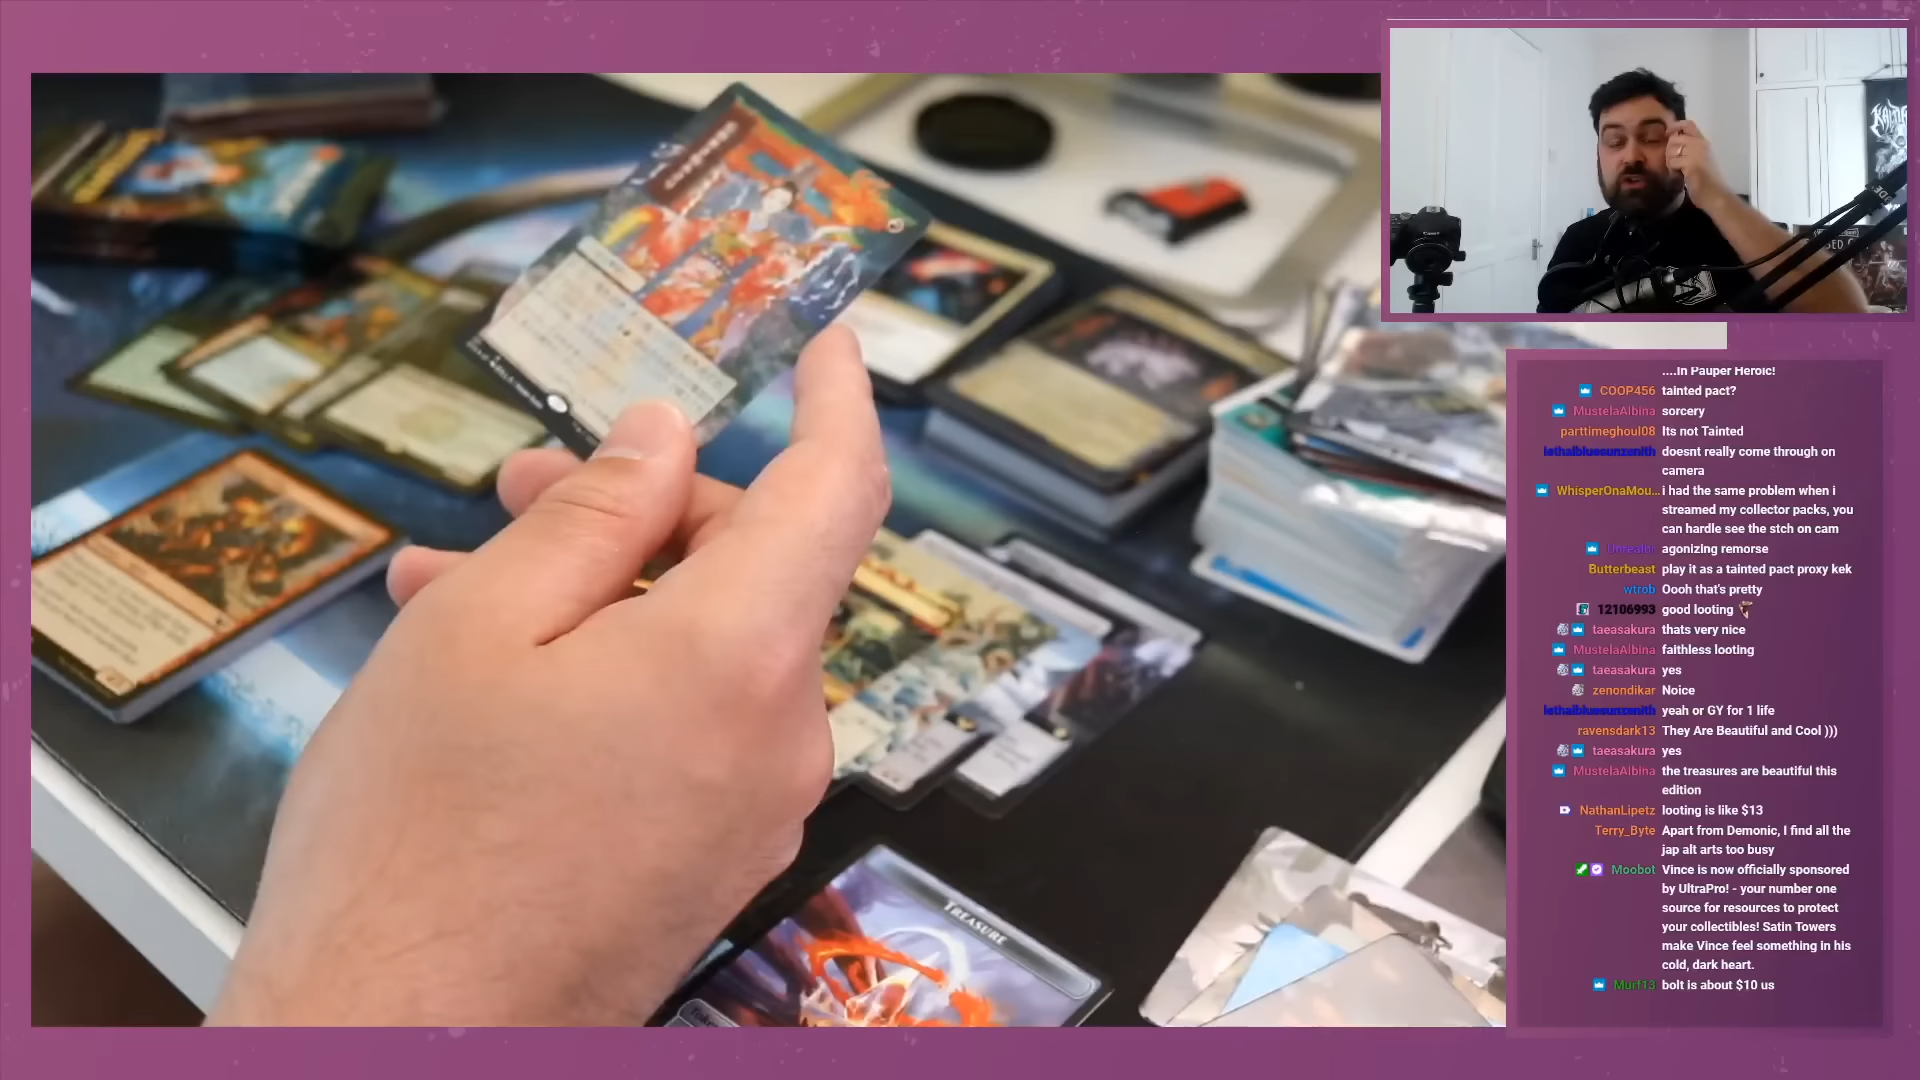 ....In Pauper Heroic!
COOP456 tainted pact?
MustelaAlbina sorcery
parttimeghoul08 Its not Tainted
lethalbluesunzenith doesnt really come through on
camera
WhisperOnaMou... i had the same problem when i
streamed my collector packs, you
can hardle see the stch on cam
agonizing remorse
Butterbeast play it as a tainted pact proxy kek
wtrob Oooh that's pretty
12106993 good looting
taeasakura thats very nice
MustelaAlbina faithless looting
taeasakura yes
zenondikar Noice
lethalbluesunzenith yeah or GY for 1 life
ravensdark13 They Are Beautiful and Cool )))
taeasakura yes
MustelaAlbina the treasures are beautiful this
edition
NathanLipetz looting is like $13
Terry_Byte Apart from Demonic, I find all the
jap alt arts too busy
Moobot Vince is now officially sponsored
by UltraPro! - your number one
source for resources to protect
your collectibles! Satin Towers
make Vince feel something in his
cold, dark heart.
Murf13 bolt is about $10 us
TREASURE
Canon